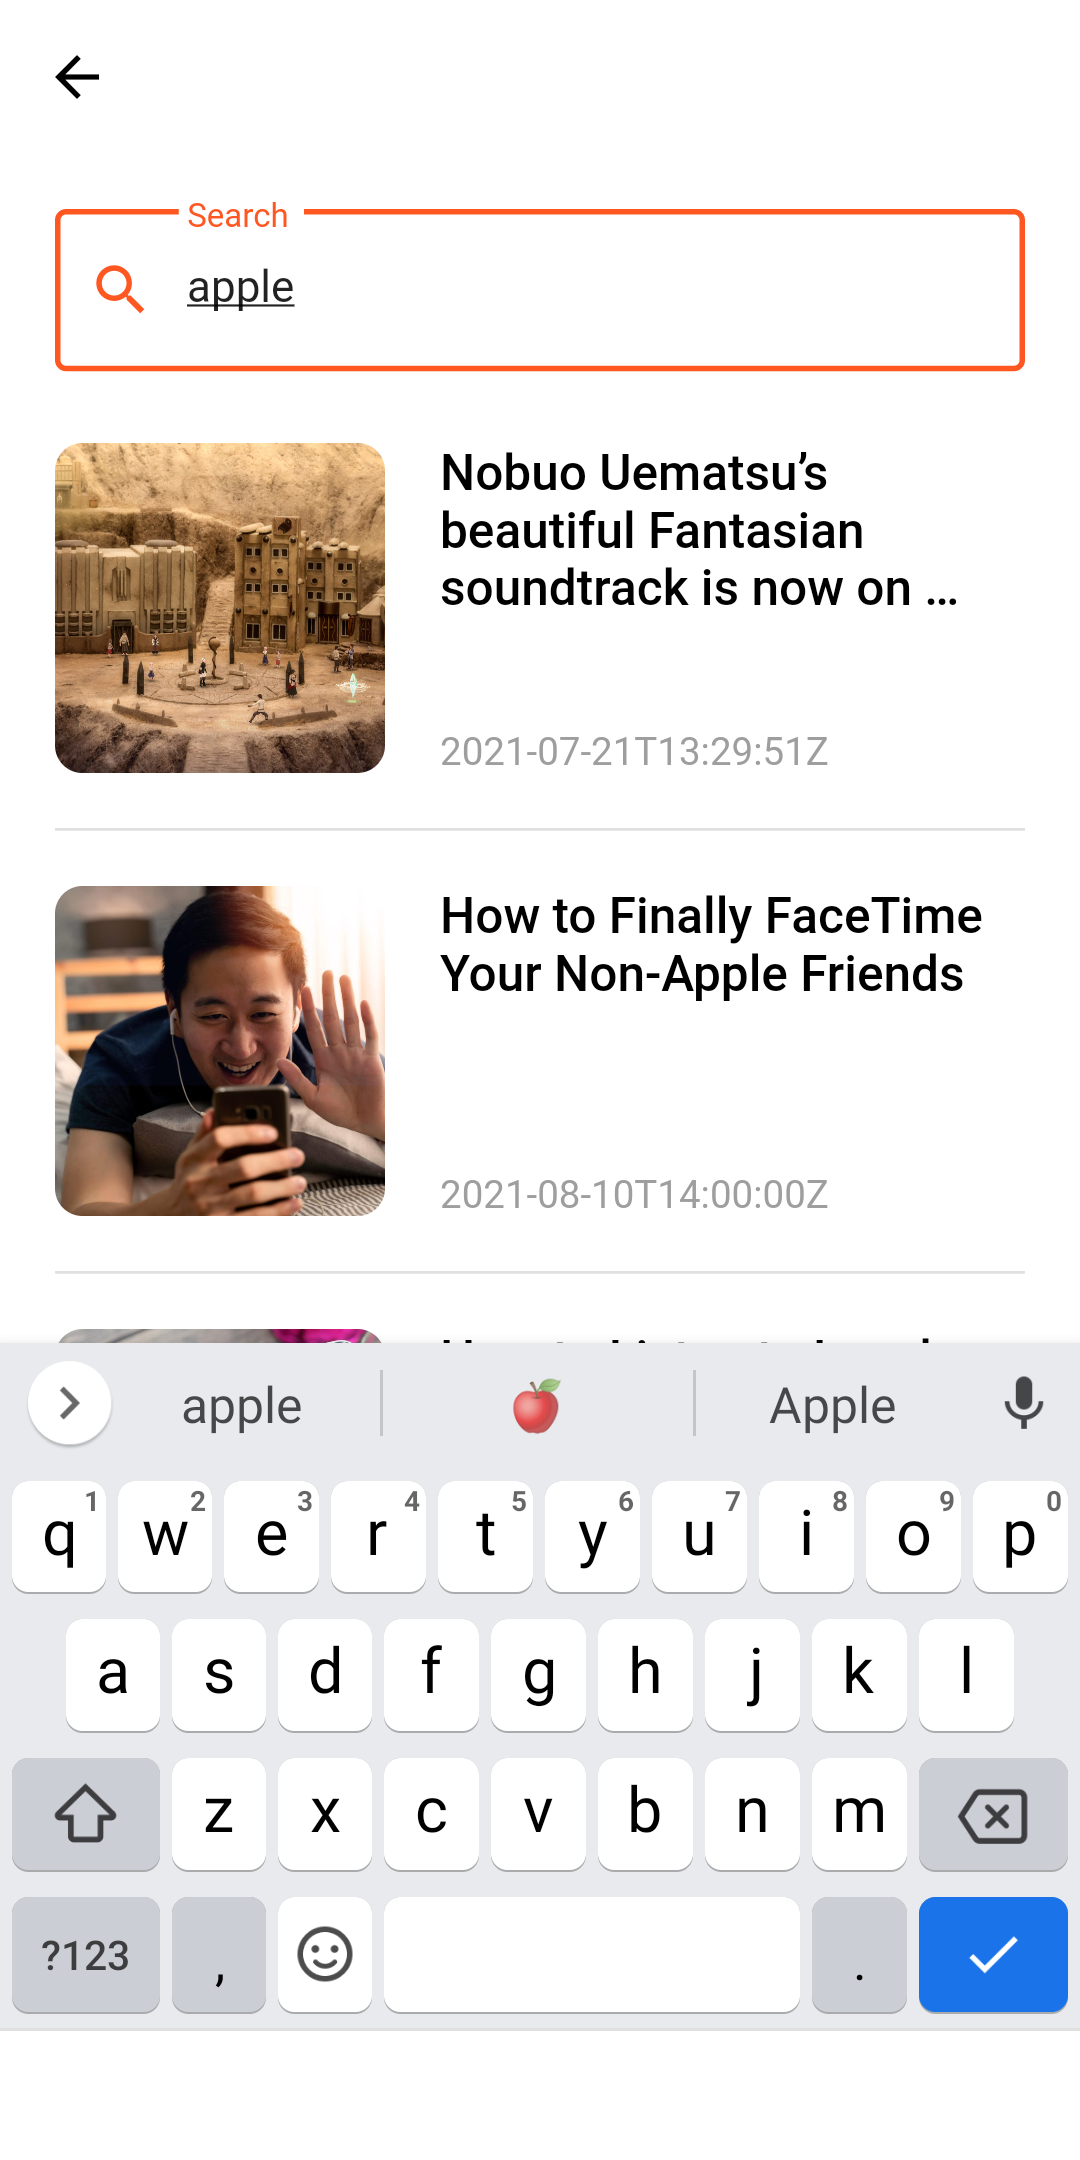 Search
apple
Nobuo Uematsu’s
beautiful Fantasian
soundtrack is now on ...
2021-07-21T13:29:51Z
How to Finally FaceTime
Your Non-Apple Friends
2021-08-10T14:00:00Z
apple
Apple
q 1 w 2 e 3 r 4 t 5 y 6 u 7 i 8 o 9 p 0
a s d f g h j k l
z x c v b n m
?123 , .